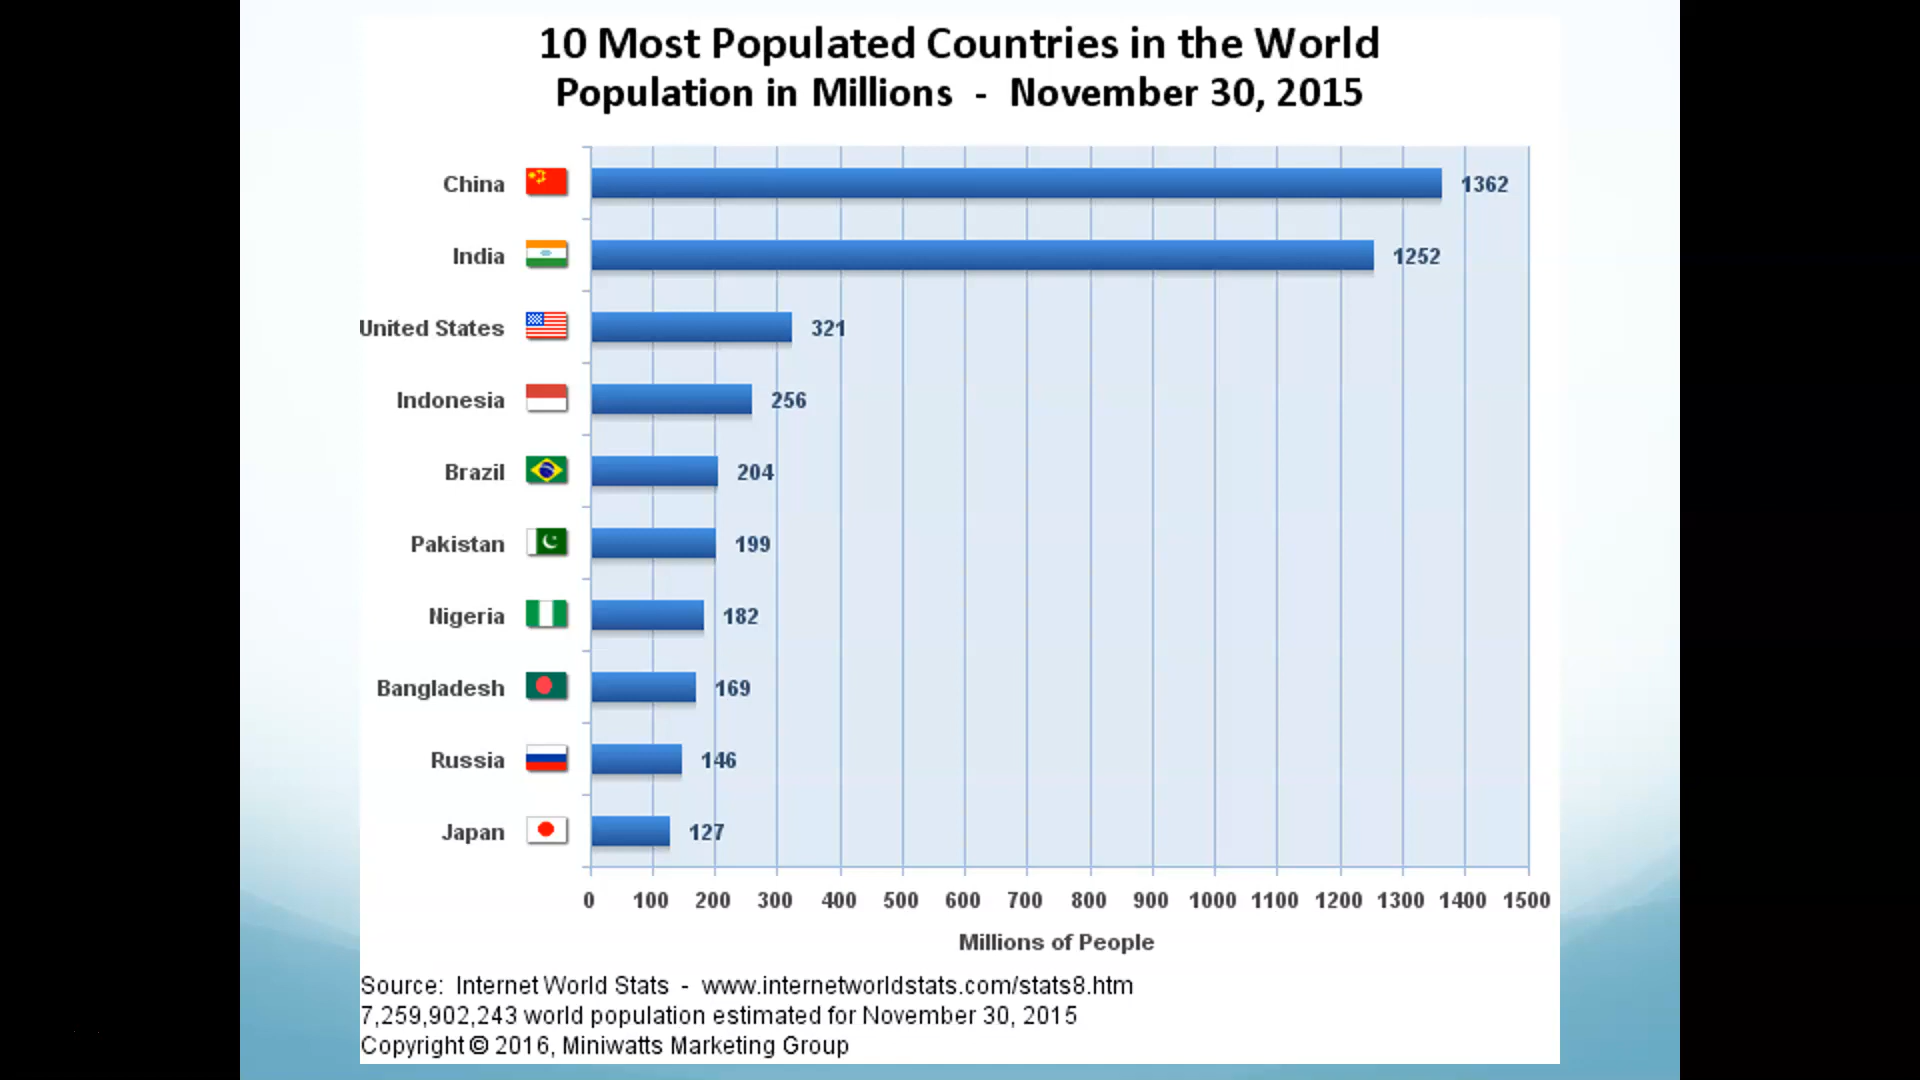 10 Most Populated Countries in the World
Population in Millions - November 30, 2015
China 1362
India 1252
United States 321
Indonesia 256
Brazil 204
Pakistan 199
Nigeria 182
Bangladesh 169
Russia 146
Japan 127
0 100 200 300 400 500 600 700 800 900 1000 1100 1200 1300 1400 1500
Millions of People
Source: Internet World Stats - www.internetworldstats.com/stats8.htm
7,259,902,243 world population estimated for November 30, 2015
Copyright © 2016, Miniwatts Marketing Group